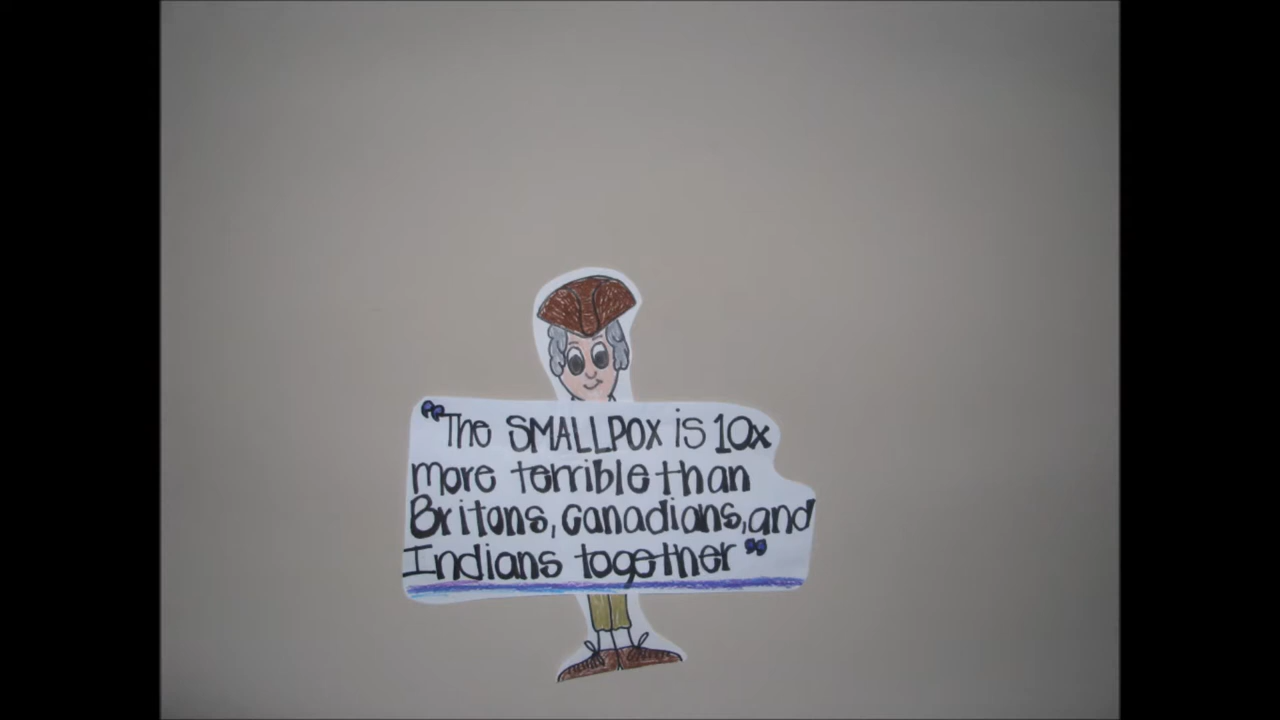 "The SMALLPOX is 10x
more terrible than
Britons, Canadians, and
Indians together"